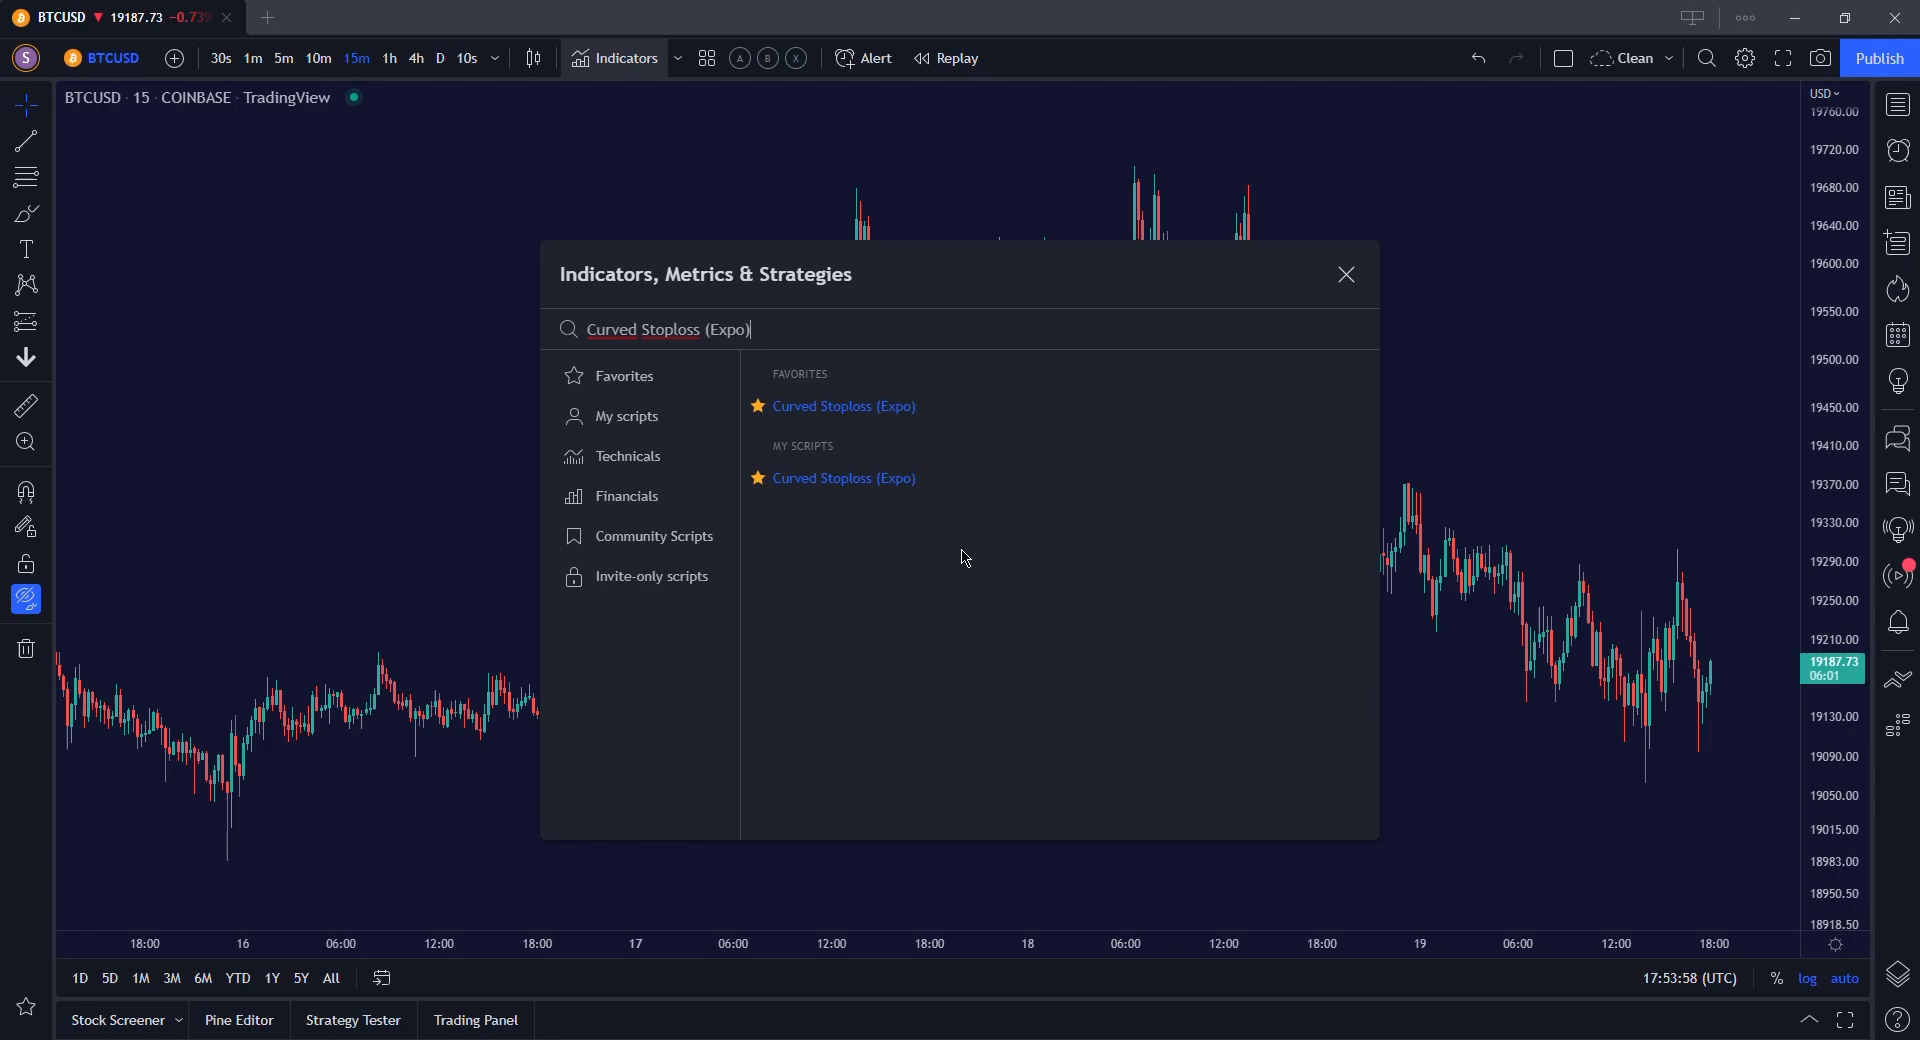 BTCUSD ▼ 19187.73 -0.73%
S BTCUSD 30s 1m 5m 10m 15m 1h 4h D 10s Indicators A B X Alert Replay Clean Publish
BTCUSD · 15 · COINBASE · TradingView
USD
19760.00
19720.00
19680.00
19640.00
19600.00
19550.00
19500.00
19450.00
19410.00
19370.00
19330.00
19290.00
19250.00
19210.00
19187.73
06:01
19130.00
19090.00
19050.00
19015.00
18983.00
18950.50
18918.50
Indicators, Metrics & Strategies
Curved Stoploss (Expo)
Favorites
My scripts
Technicals
Financials
Community Scripts
Invite-only scripts
FAVORITES
Curved Stoploss (Expo)
MY SCRIPTS
Curved Stoploss (Expo)
18:00 16 06:00 12:00 18:00 17 06:00 12:00 18:00 18 06:00 12:00 18:00 19 06:00 12:00 18:00
1D 5D 1M 3M 6M YTD 1Y 5Y All 17:53:58 (UTC) % log auto
Stock Screener Pine Editor Strategy Tester Trading Panel